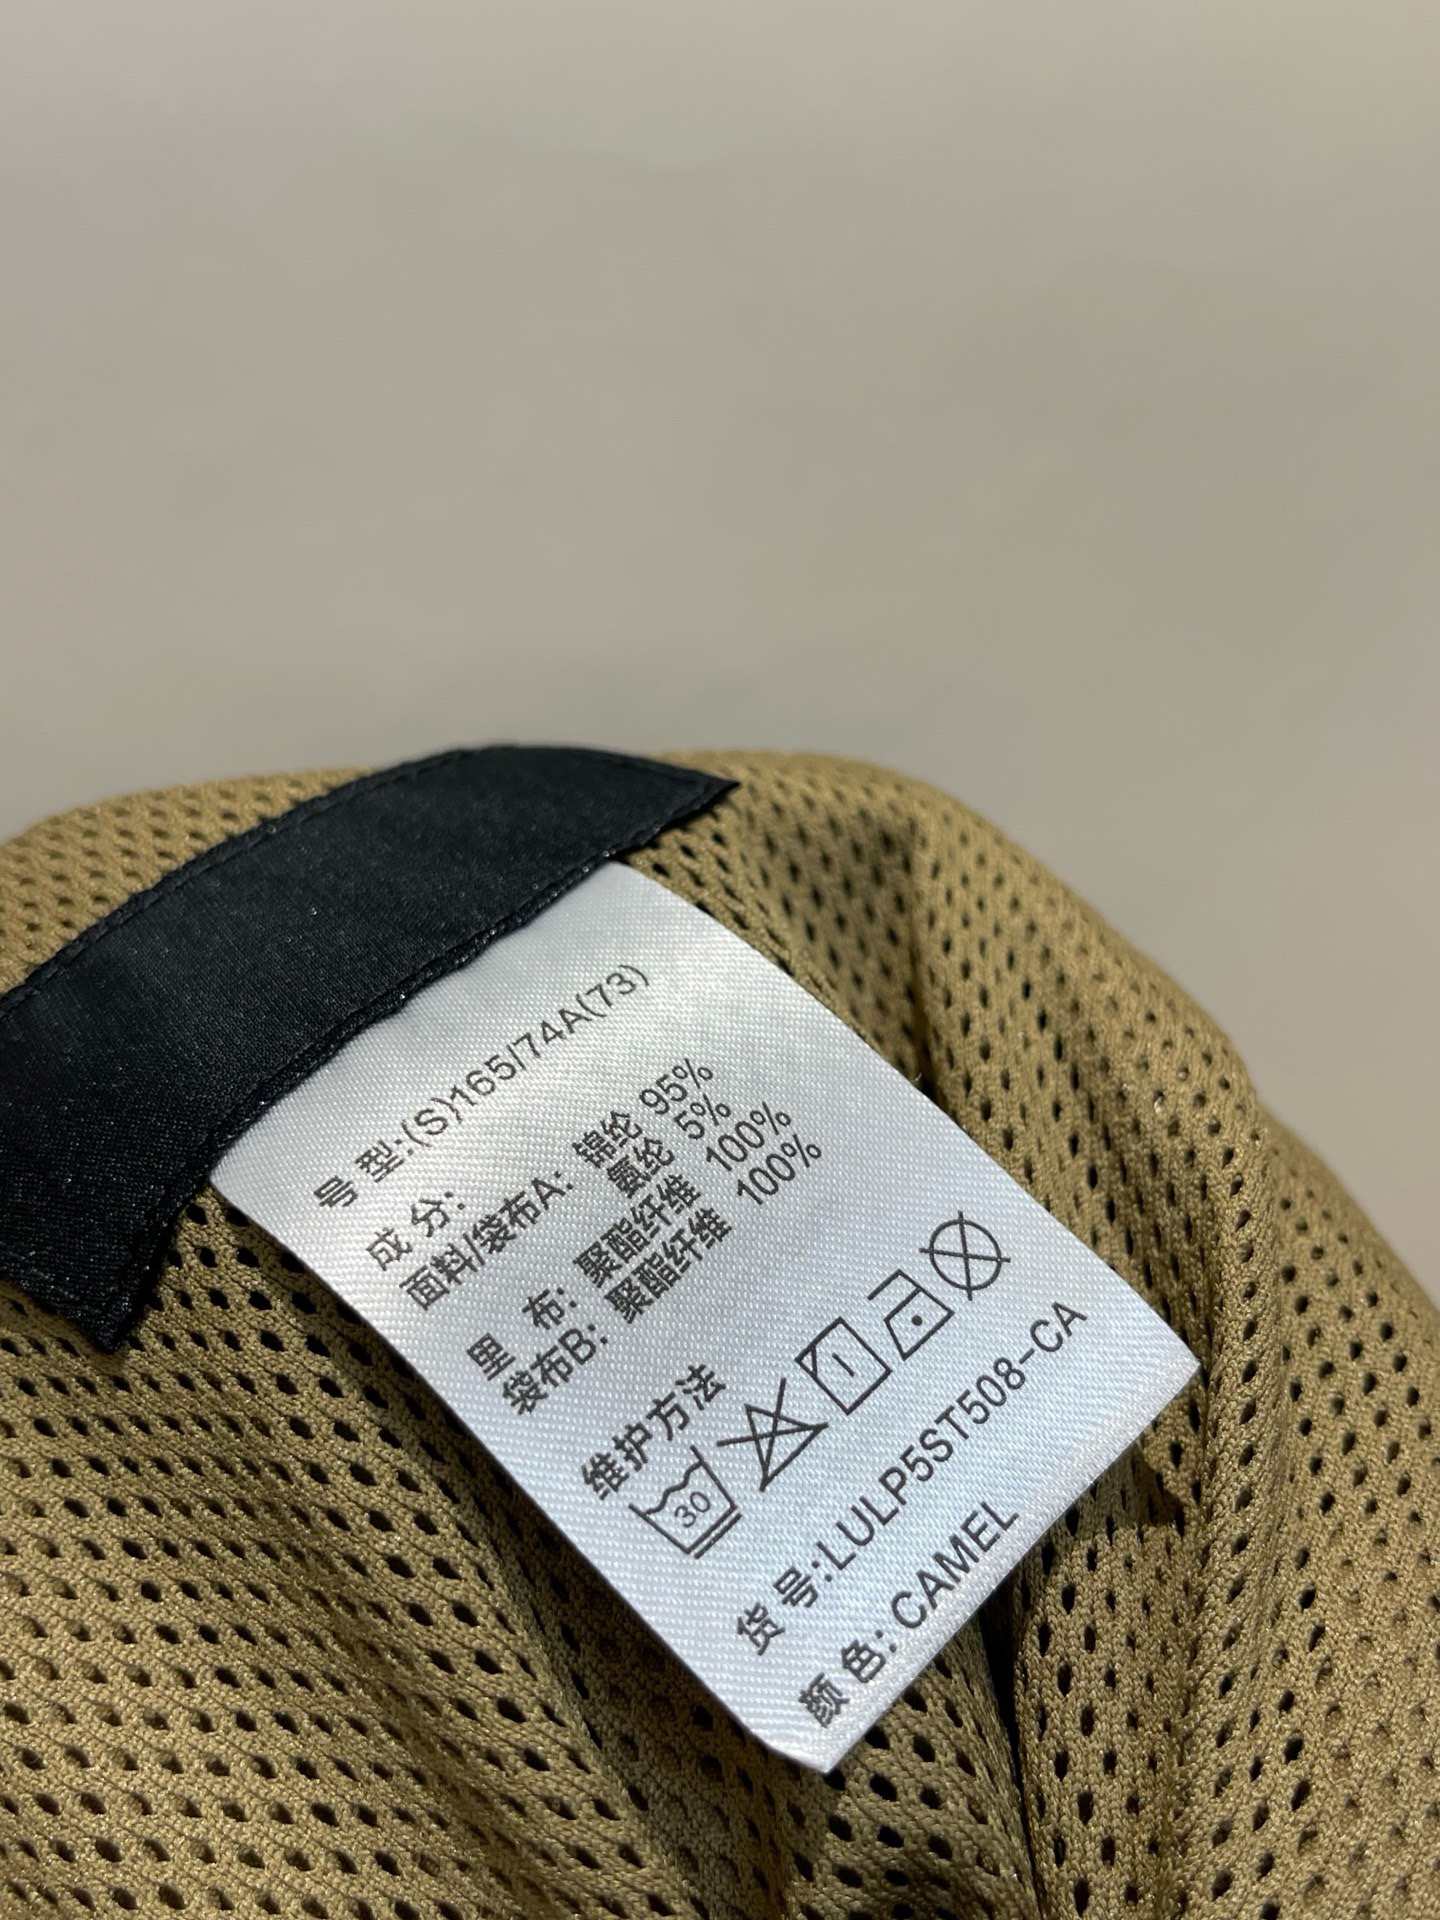 号 型:(S)165/74A(73)
成 分:
面料/袋布A: 锦纶 95%
氨纶 5%
里 布: 聚酯纤维 100%
袋布B: 聚酯纤维 100%
维护方法
30
货 号:LULP5ST508-CA
颜 色: CAMEL